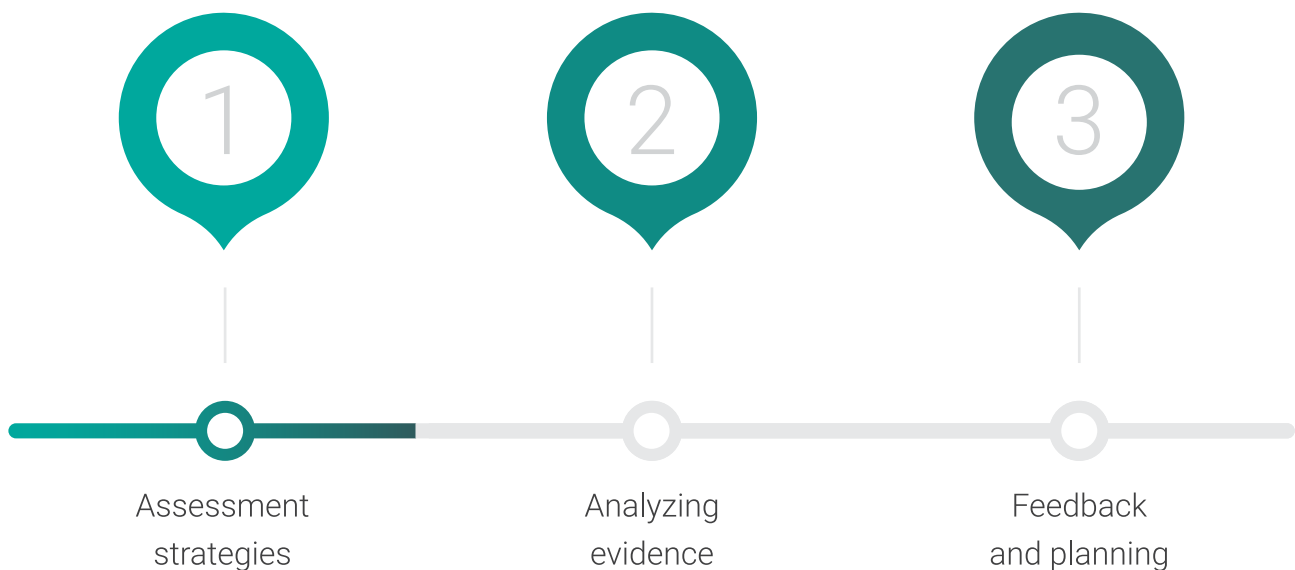 1
2
3
Assessment
strategies
Analyzing
evidence
Feedback
and planning